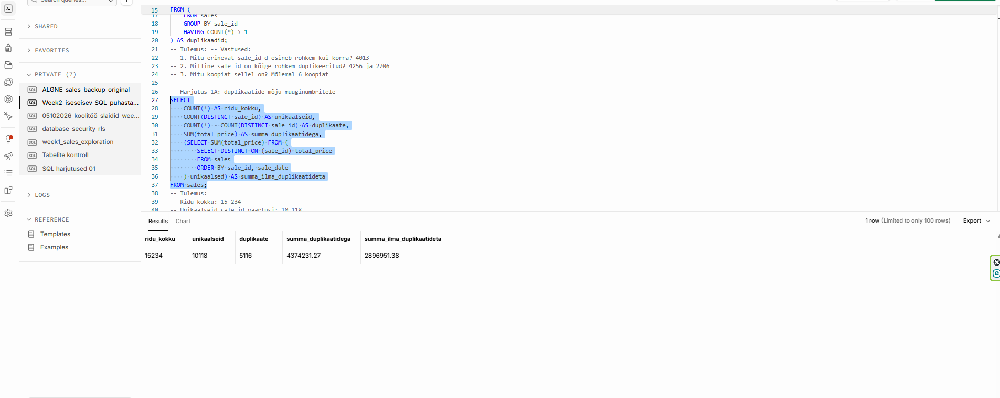 Search queries...
SHARED
FAVORITES
PRIVATE (7)
SQL ALGNE_sales_backup_original
SQL Week2_iseseisev_SQL_puhasta...
SQL 05102026_koolitöö_slaidid_wee...
SQL database_security_rls
SQL week1_sales_exploration
SQL Tabelite kontroll
SQL SQL harjutused 01
LOGS
REFERENCE
Templates
Examples
15 FROM (
17 FROM sales
18 GROUP BY sale_id
19 HAVING COUNT(*) > 1
20 ) AS duplikaadid;
21 -- Tulemus: -- Vastused:
22 -- 1. Mitu erinevat sale_id-d esineb rohkem kui korra? 4013
23 -- 2. Milline sale_id on kõige rohkem duplikeeritud? 4256 ja 2706
24 -- 3. Mitu koopiat sellel on? Mõlemal 6 koopiat
25
26 -- Harjutus 1A: duplikaatide mõju müüginumbritele
27 SELECT
28 COUNT(*) AS ridu_kokku,
29 COUNT(DISTINCT sale_id) AS unikaalseid,
30 COUNT(*) - COUNT(DISTINCT sale_id) AS duplikaate,
31 SUM(total_price) AS summa_duplikaatidega,
32 (SELECT SUM(total_price) FROM (
33 SELECT DISTINCT ON (sale_id) total_price
34 FROM sales
35 ORDER BY sale_id, sale_date
36 ) unikaalsed) AS summa_ilma_duplikaatideta
37 FROM sales;
38 -- Tulemus:
39 -- Ridu kokku: 15 234
40 -- Unikaalseid sale_id väärtusi: 10 118
Results Chart 1 row (Limited to only 100 rows) Export
ridu_kokku unikaalseid duplikaate summa_duplikaatidega summa_ilma_duplikaatideta
15234 10118 5116 4374231.27 2896951.38